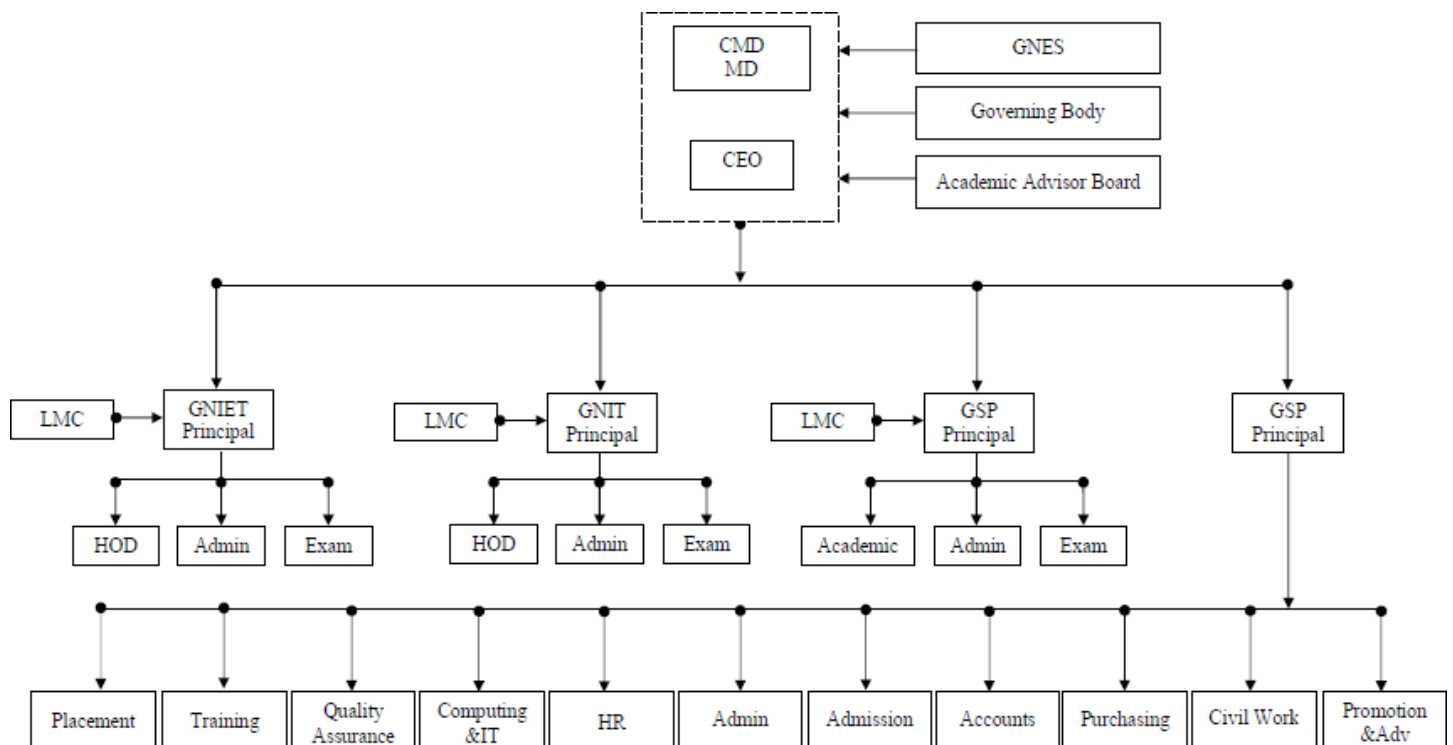 CMD
MD
GNES
Governing Body
CEO
Academic Advisor Board
LMC
GNIET
Principal
LMC
GNIT
Principal
LMC
GSP
Principal
GSP
Principal
HOD
Admin
Exam
HOD
Admin
Exam
Academic
Admin
Exam
Placement
Training
Quality
Assurance
Computing
&IT
HR
Admin
Admission
Accounts
Purchasing
Civil Work
Promotion
&Adv